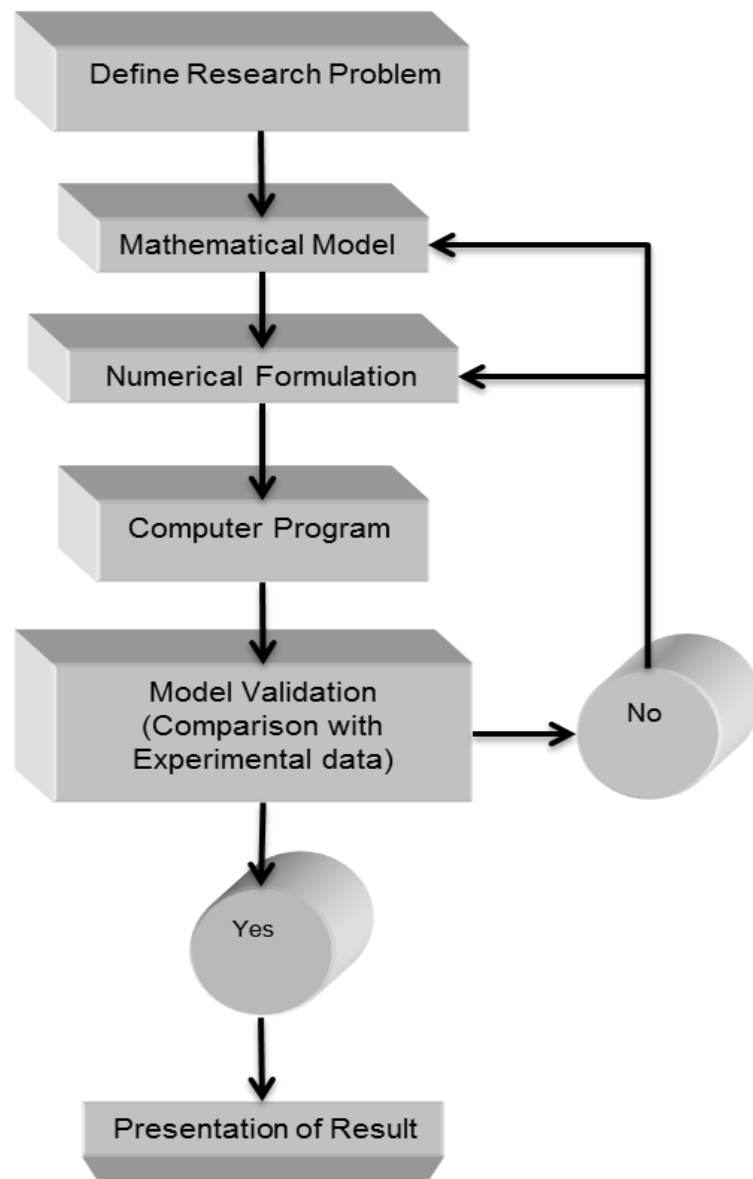 Define Research Problem
Mathematical Model
Numerical Formulation
Computer Program
Model Validation
(Comparison with
Experimental data)
No
Yes
Presentation of Result